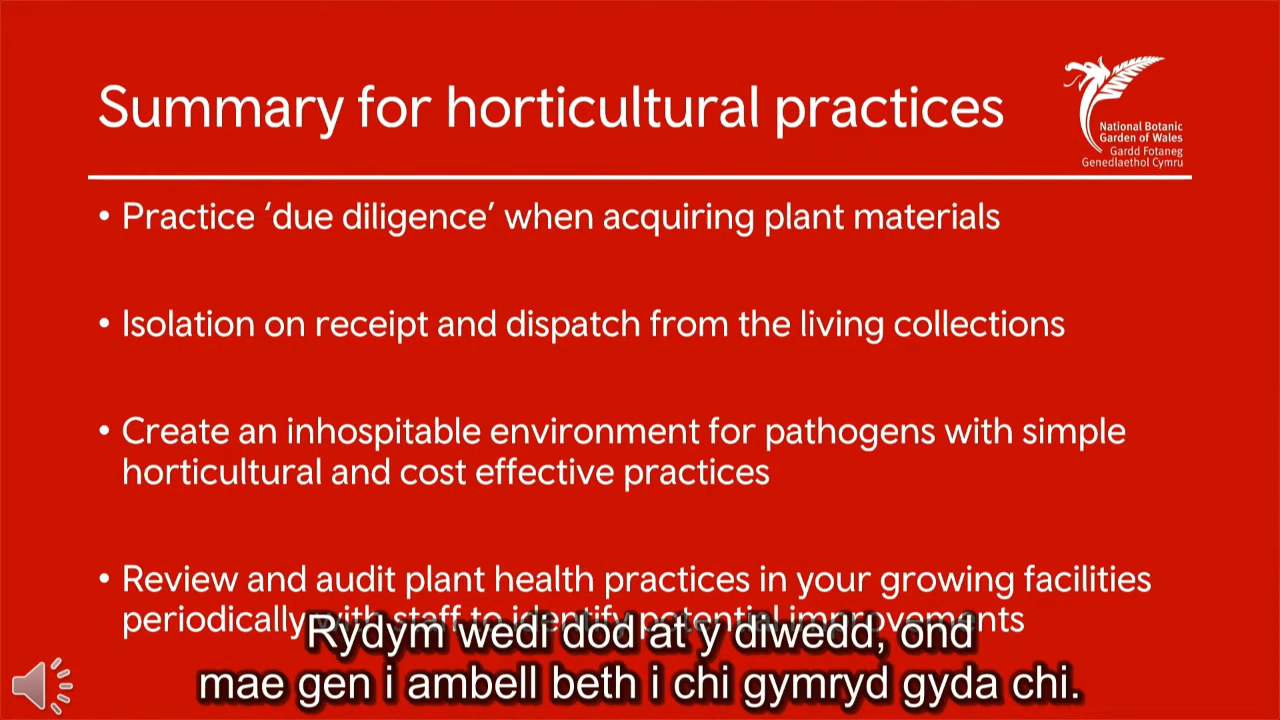 Summary for horticultural practices
National Botanic
Garden of Wales
Gardd Fotaneg
Genedlaethol Cymru
• Practice ‘due diligence’ when acquiring plant materials
• Isolation on receipt and dispatch from the living collections
• Create an inhospitable environment for pathogens with simple
horticultural and cost effective practices
• Review and audit plant health practices in your growing facilities
periodically with staff to identify potential improvements
Rydym wedi dod at y diwedd, ond
mae gen i ambell beth i chi gymryd gyda chi.